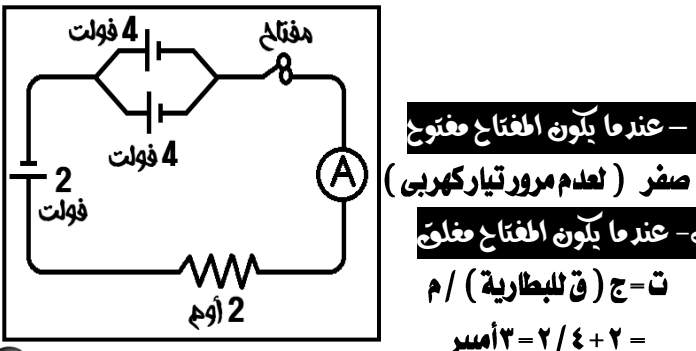 4 فولت
مفتاح
4 فولت
2
فولت
A
2 أوم
– عندما يكون المفتاح مفتوح
صفر ( لعدم مرور تيار كهربى )
- عندما يكون المفتاح مغلق
ت = ج ( ق للبطارية ) / م
= ٢ + ٤ / ٢ = ٣ أمبير